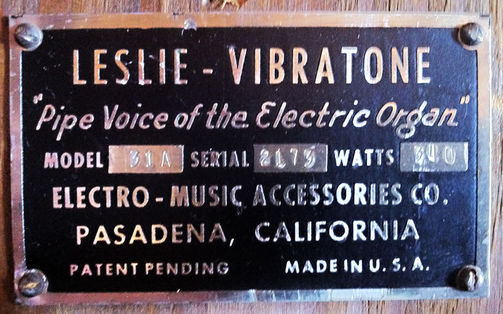 LESLIE - VIBRATONE
"Pipe Voice of the Electric Organ"
MODEL 31A SERIAL 2173 WATTS
ELECTRO-MUSIC ACCESSORIES CO.
PASADENA, CALIFORNIA
PATENT PENDING MADE IN U.S.A.